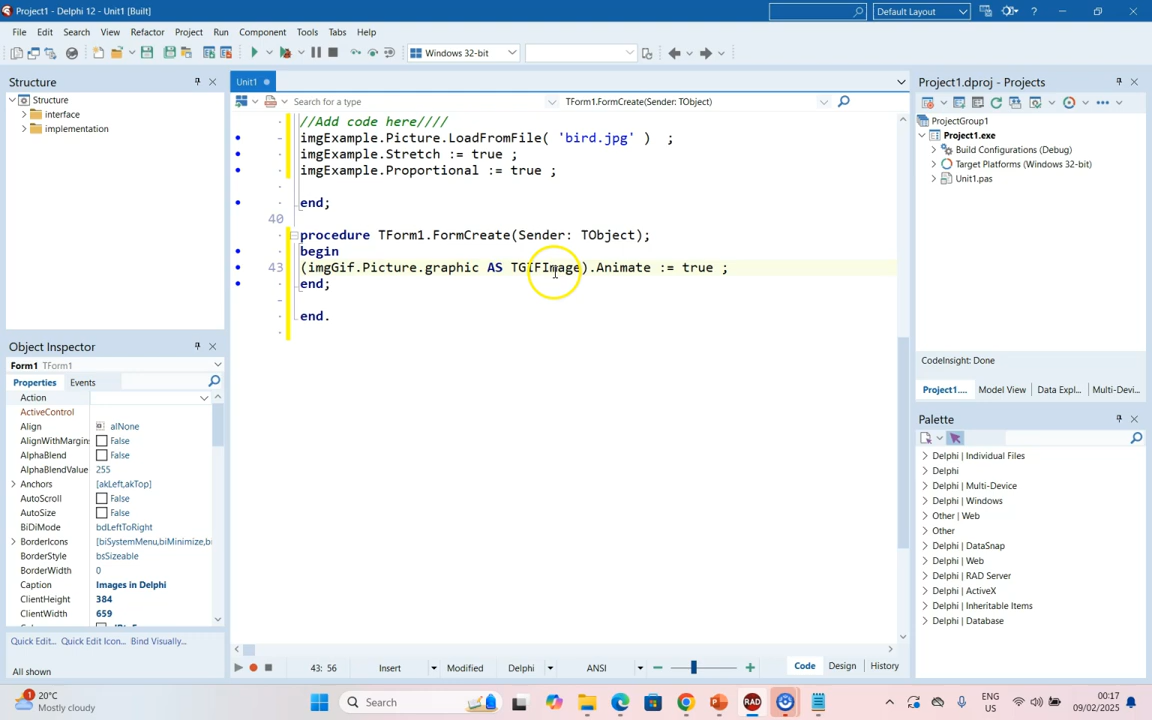 Project1 - Delphi 12 - Unit1 [Built]
Default Layout
File Edit Search View Refactor Project Run Component Tools Tabs Help
Windows 32-bit
Structure
Structure
interface
implementation
Object Inspector
Form1 TForm1
Properties Events
Action
ActiveControl
Align alNone
AlignWithMargin: False
AlphaBlend False
AlphaBlendValue 255
Anchors [akLeft,akTop]
AutoScroll False
AutoSize False
BiDiMode bdLeftToRight
BorderIcons [biSystemMenu,biMinimize,bi
BorderStyle bsSizeable
BorderWidth 0
Caption Images in Delphi
ClientHeight 384
ClientWidth 659
Quick Edit... Quick Edit Icon... Bind Visually...
All shown
Unit1
Search for a type TForm1.FormCreate(Sender: TObject)
//Add code here////
imgExample.Picture.LoadFromFile( 'bird.jpg' ) ;
imgExample.Stretch := true ;
imgExample.Proportional := true ;
end;
40
procedure TForm1.FormCreate(Sender: TObject);
begin
43 (imgGif.Picture.graphic AS TGIFImage).Animate := true ;
end;
end.
43: 56 Insert Modified Delphi ANSI Code Design History
Project1.dproj - Projects
ProjectGroup1
Project1.exe
Build Configurations (Debug)
Target Platforms (Windows 32-bit)
Unit1.pas
CodeInsight: Done
Project1.... Model View Data Expl... Multi-Devi...
Palette
Delphi | Individual Files
Delphi
Delphi | Multi-Device
Delphi | Windows
Other | Web
Other
Delphi | DataSnap
Delphi | Web
Delphi | RAD Server
Delphi | ActiveX
Delphi | Inheritable Items
Delphi | Database
1
20°C
Mostly cloudy
Search
RAD
ENG
US
00:17
09/02/2025